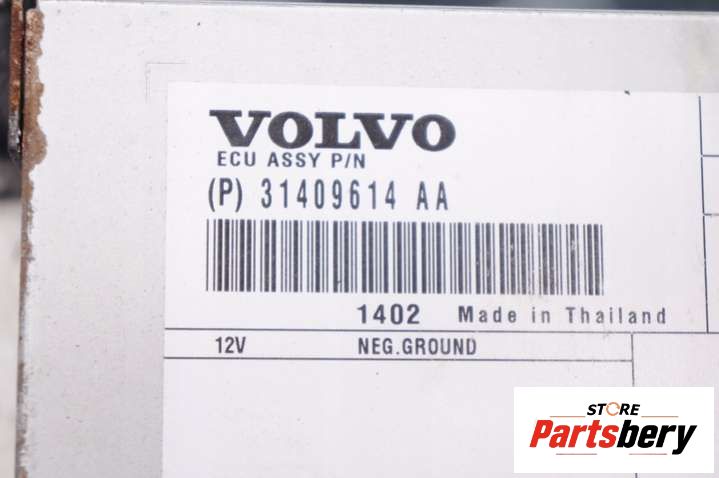 VOLVO
ECU ASSY P/N
(P) 31409614 AA
1402 Made in Thailand
12V NEG.GROUND
STORE
Partsbery